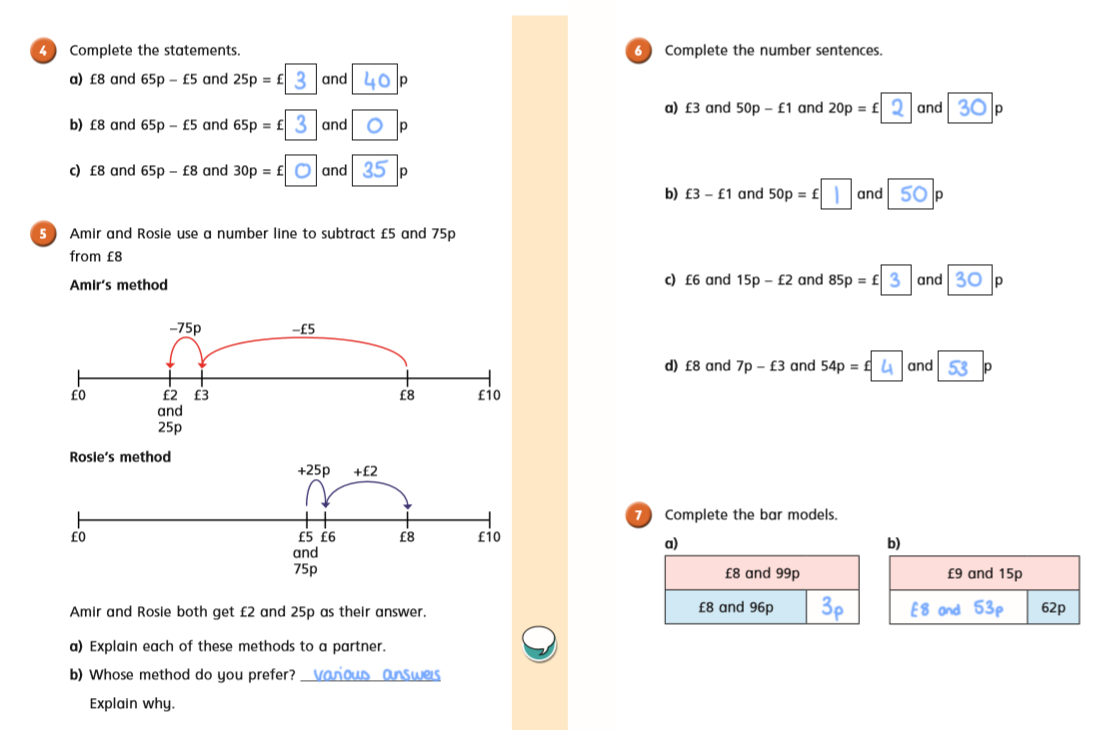 4 Complete the statements.
a) £8 and 65p – £5 and 25p = £ 3 and 40 p
b) £8 and 65p – £5 and 65p = £ 3 and 0 p
c) £8 and 65p – £8 and 30p = £ 0 and 35 p
5 Amir and Rosie use a number line to subtract £5 and 75p
from £8
Amir's method
–75p –£5
£0 £2 £3 £8 £10
and
25p
Rosie's method
+25p +£2
£0 £5 £6 £8 £10
and
75p
Amir and Rosie both get £2 and 25p as their answer.
a) Explain each of these methods to a partner.
b) Whose method do you prefer? various answers
Explain why.
6 Complete the number sentences.
a) £3 and 50p – £1 and 20p = £ 2 and 30 p
b) £3 – £1 and 50p = £ 1 and 50 p
c) £6 and 15p – £2 and 85p = £ 3 and 30 p
d) £8 and 7p – £3 and 54p = £ 4 and 53 p
7 Complete the bar models.
a) b)
£8 and 99p £9 and 15p
£8 and 96p 3p £8 and 53p 62p